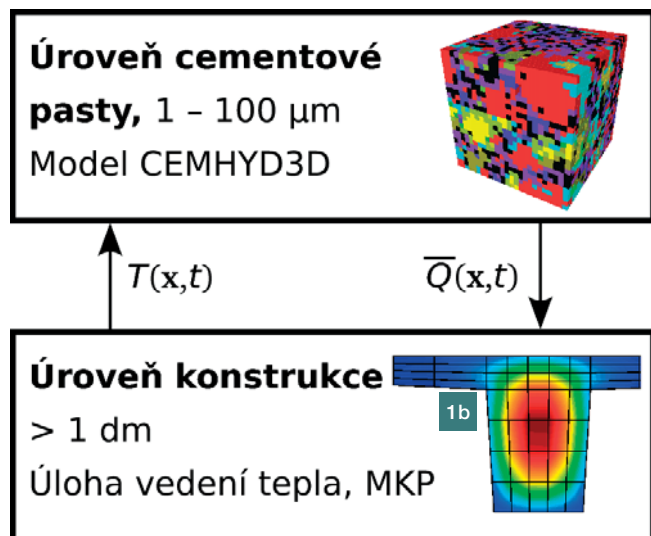 Úroveň cementové
pasty, 1 – 100 µm
Model CEMHYD3D
T(x,t)
Q̅(x,t)
Úroveň konstrukce
> 1 dm
1b
Úloha vedení tepla, MKP